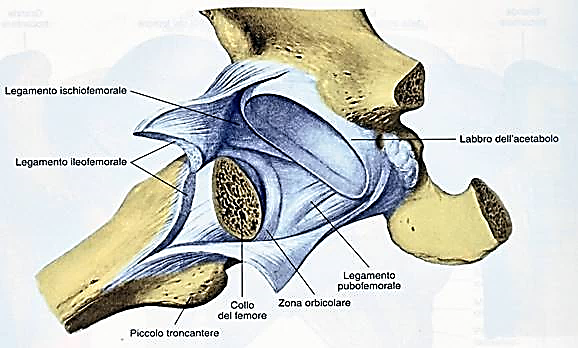 Legamento ischiofemorale
Labbro dell'acetabolo
Legamento ileofemorale
Legamento
pubofemorale
Collo
del femore
Zona orbicolare
Piccolo troncantere